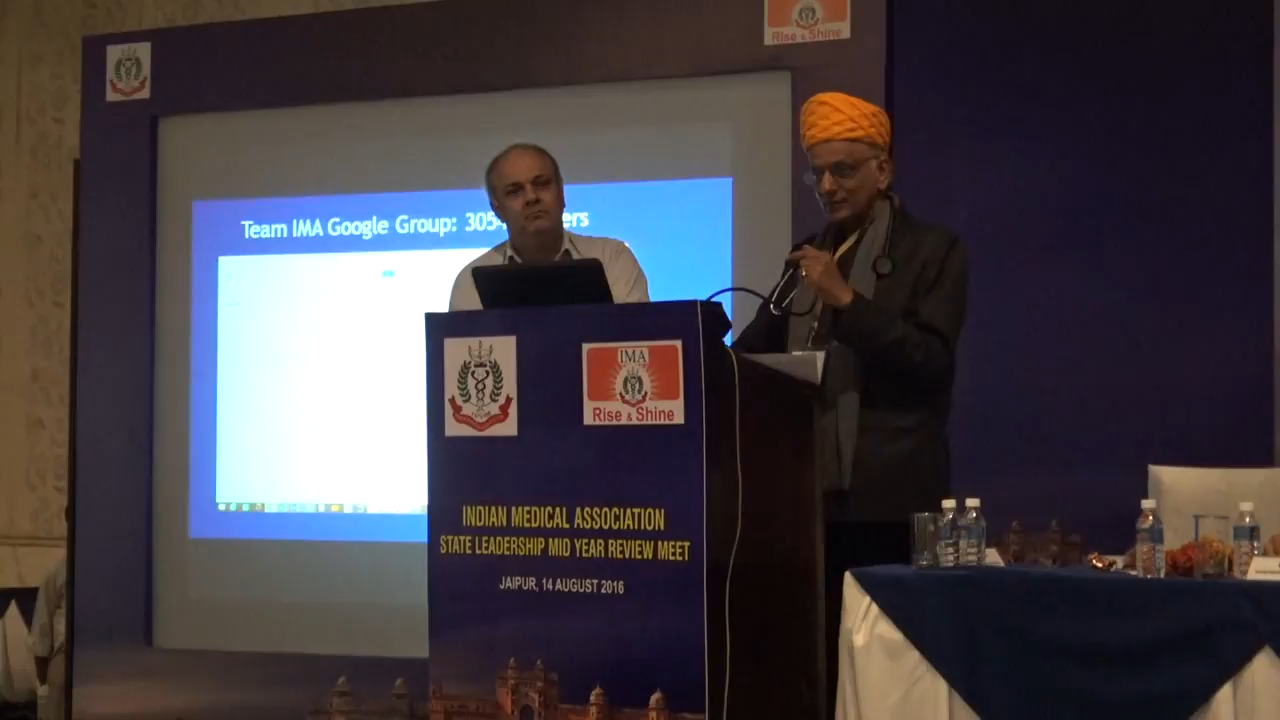 Rise & Shine
Team IMA Google Group: 305
IMA
Rise & Shine
INDIAN MEDICAL ASSOCIATION
STATE LEADERSHIP MID YEAR REVIEW MEET
JAIPUR, 14 AUGUST 2016